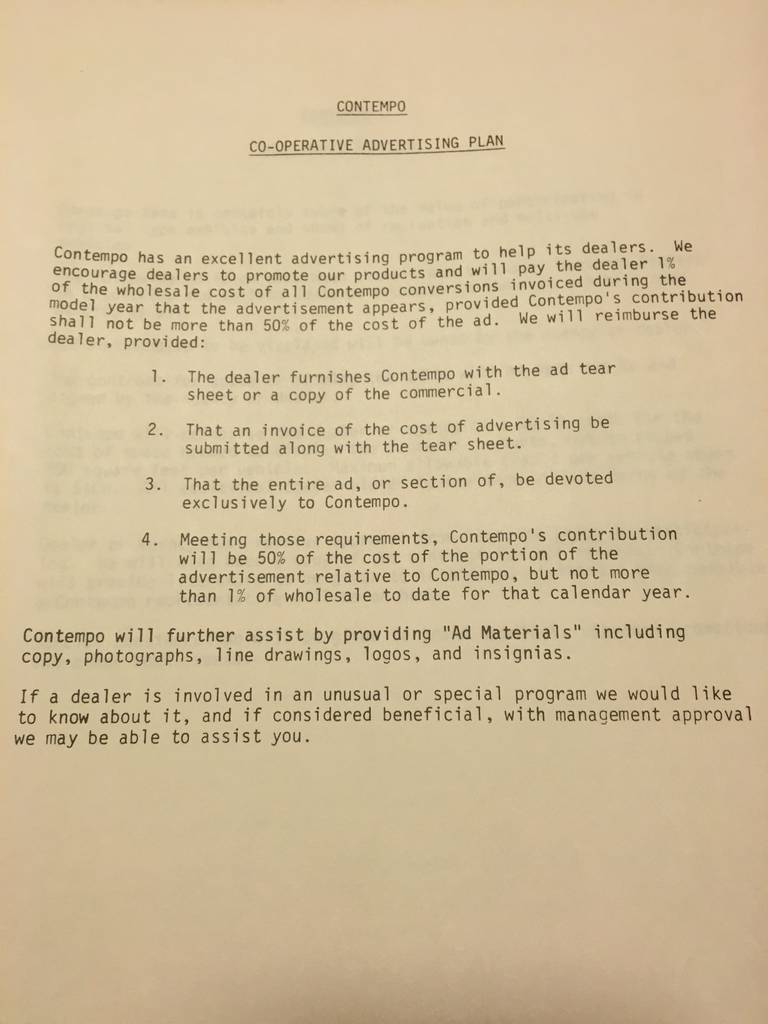 CONTEMPO
CO-OPERATIVE ADVERTISING PLAN
Contempo has an excellent advertising program to help its dealers. We
encourage dealers to promote our products and will pay the dealer 1%
of the wholesale cost of all Contempo conversions invoiced during the
model year that the advertisement appears, provided Contempo's contribution
shall not be more than 50% of the cost of the ad. We will reimburse the
dealer, provided:
1. The dealer furnishes Contempo with the ad tear
sheet or a copy of the commercial.
2. That an invoice of the cost of advertising be
submitted along with the tear sheet.
3. That the entire ad, or section of, be devoted
exclusively to Contempo.
4. Meeting those requirements, Contempo's contribution
will be 50% of the cost of the portion of the
advertisement relative to Contempo, but not more
than 1% of wholesale to date for that calendar year.
Contempo will further assist by providing "Ad Materials" including
copy, photographs, line drawings, logos, and insignias.
If a dealer is involved in an unusual or special program we would like
to know about it, and if considered beneficial, with management approval
we may be able to assist you.